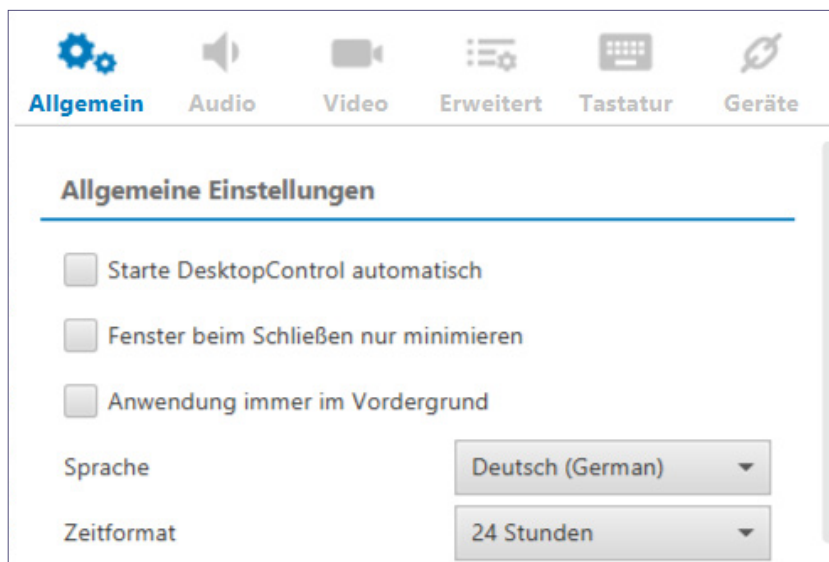 Allgemein Audio Video Erweitert Tastatur Geräte
Allgemeine Einstellungen
Starte DesktopControl automatisch
Fenster beim Schließen nur minimieren
Anwendung immer im Vordergrund
Sprache Deutsch (German)
Zeitformat 24 Stunden